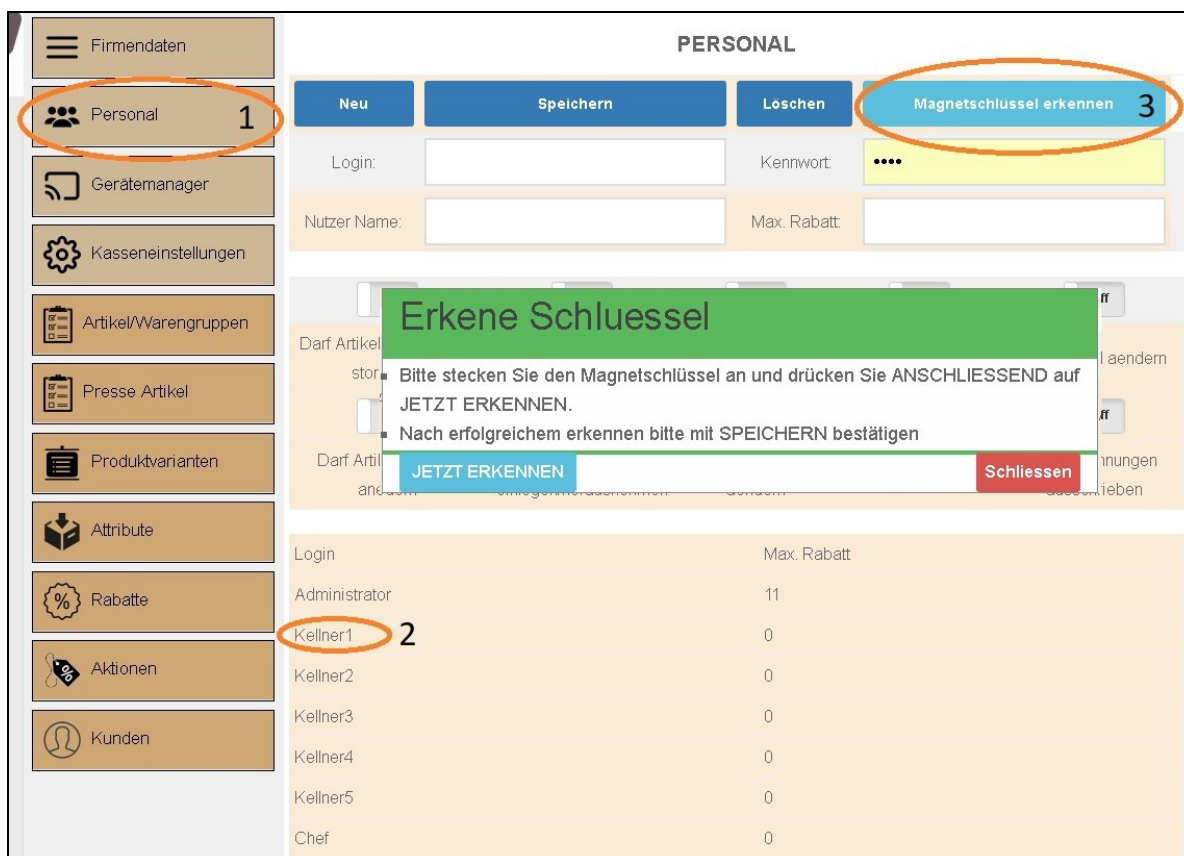 Firmendaten
Personal 1
Gerätemanager
Kasseneinstellungen
Artikel/Warengruppen
Presse Artikel
Produktvarianten
Attribute
Rabatte
Aktionen
Kunden
PERSONAL
Neu Speichern Löschen Magnetschlussel erkennen 3
Login: Kennwort: ••••
Nutzer Name: Max. Rabatt:
Erkene Schluessel
Darf Artikel aendern
Bitte stecken Sie den Magnetschlüssel an und drücken Sie ANSCHLIESSEND auf
JETZT ERKENNEN.
Nach erfolgreichem erkennen bitte mit SPEICHERN bestätigen
JETZT ERKENNEN Schliessen
Login Max. Rabatt
Administrator 11
Kellner1 2 0
Kellner2 0
Kellner3 0
Kellner4 0
Kellner5 0
Chef 0